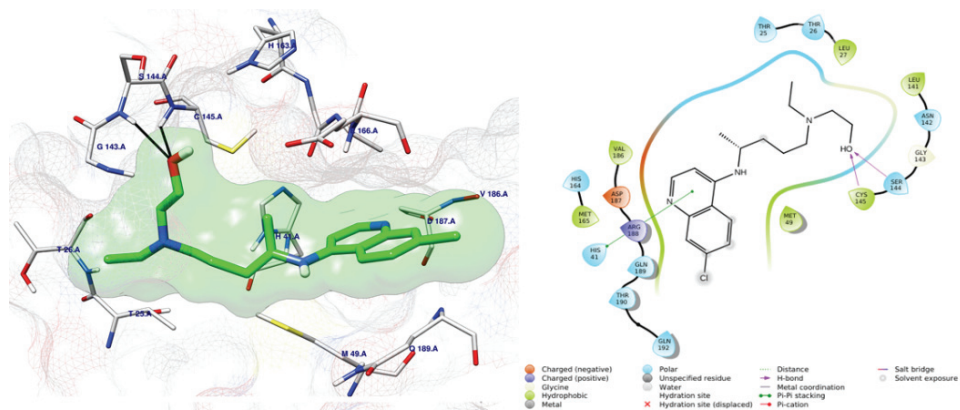 H 163.A
S 144.A
C 145.A
166.A
G 143.A
V 186.A
D 187.A
H 41.A
T 26.A
T 25.A
M 49.A
Q 189.A
THR
25
THR
26
LEU
27
LEU
141
ASN
142
GLY
143
SER
144
CYS
145
MET
49
VAL
186
HIS
164
ASP
187
MET
165
ARG
188
HIS
41
GLN
189
THR
190
GLN
192
N
HO
NH
N
Cl
Charged (negative)
Charged (positive)
Glycine
Hydrophobic
Metal
Polar
Unspecified residue
Water
Hydration site
Hydration site (displaced)
Distance
H-bond
Metal coordination
Pi-Pi stacking
Pi-cation
Salt bridge
Solvent exposure